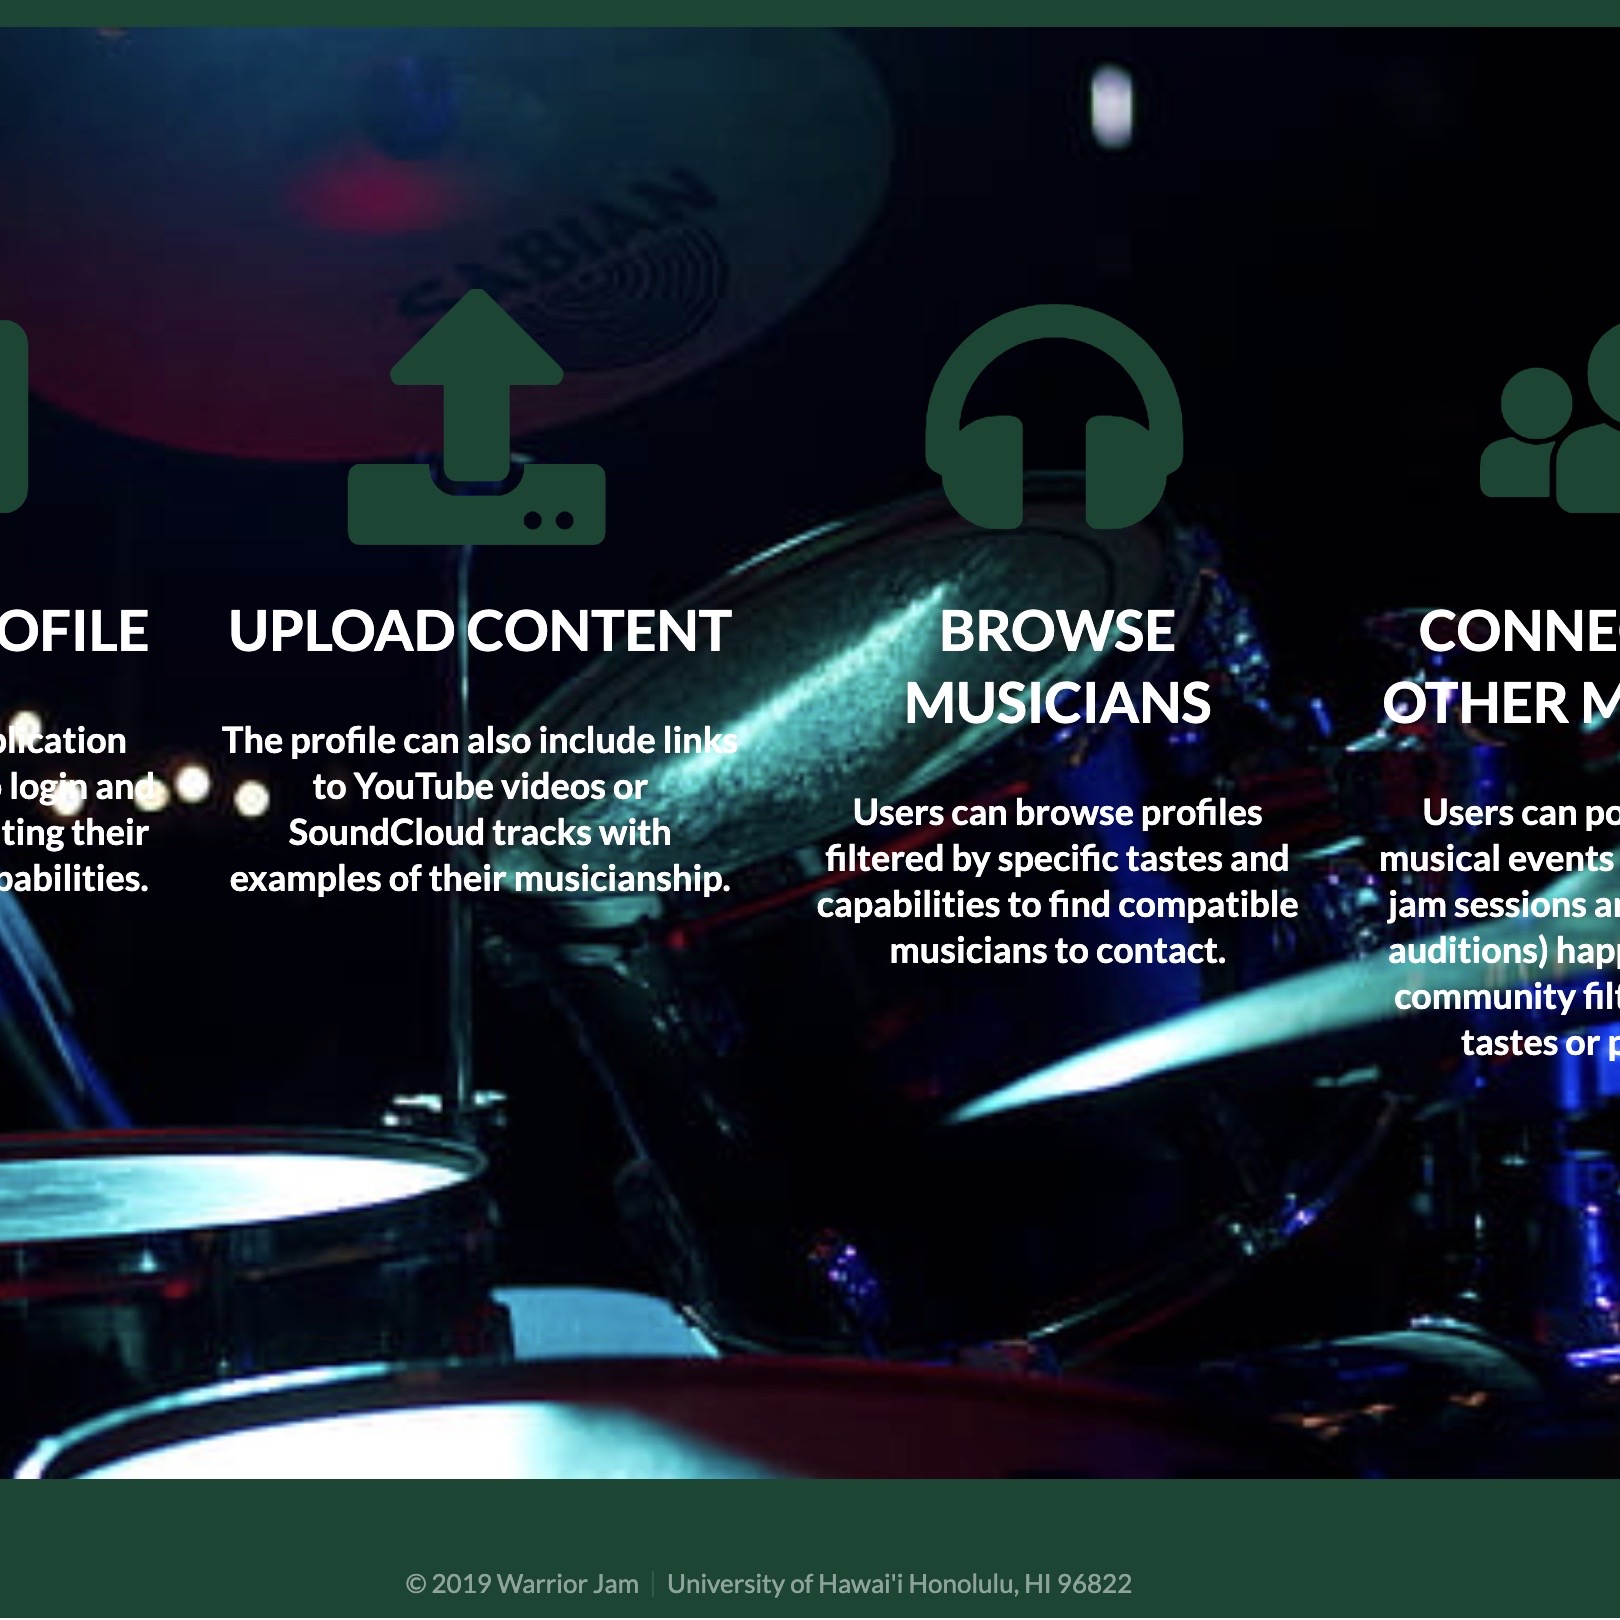 SABIAN
OFILE
plication
login and
ting their
pabilities.
UPLOAD CONTENT
The profile can also include links
to YouTube videos or
SoundCloud tracks with
examples of their musicianship.
BROWSE
MUSICIANS
Users can browse profiles
filtered by specific tastes and
capabilities to find compatible
musicians to contact.
CONNE
OTHER M
Users can po
musical events
jam sessions a
auditions) hap
community filt
tastes or p
© 2019 Warrior Jam | University of Hawai'i Honolulu, HI 96822